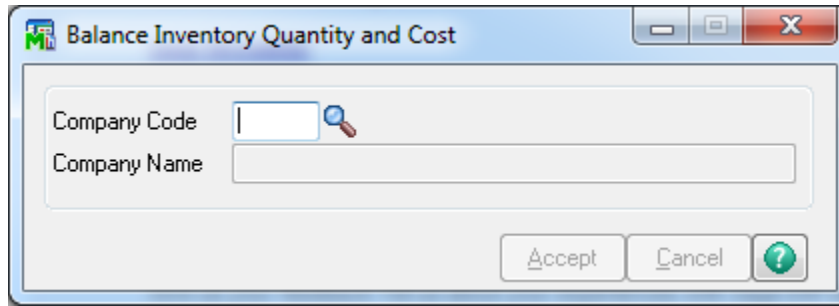 Balance Inventory Quantity and Cost
Company Code
Company Name
Accept Cancel ?